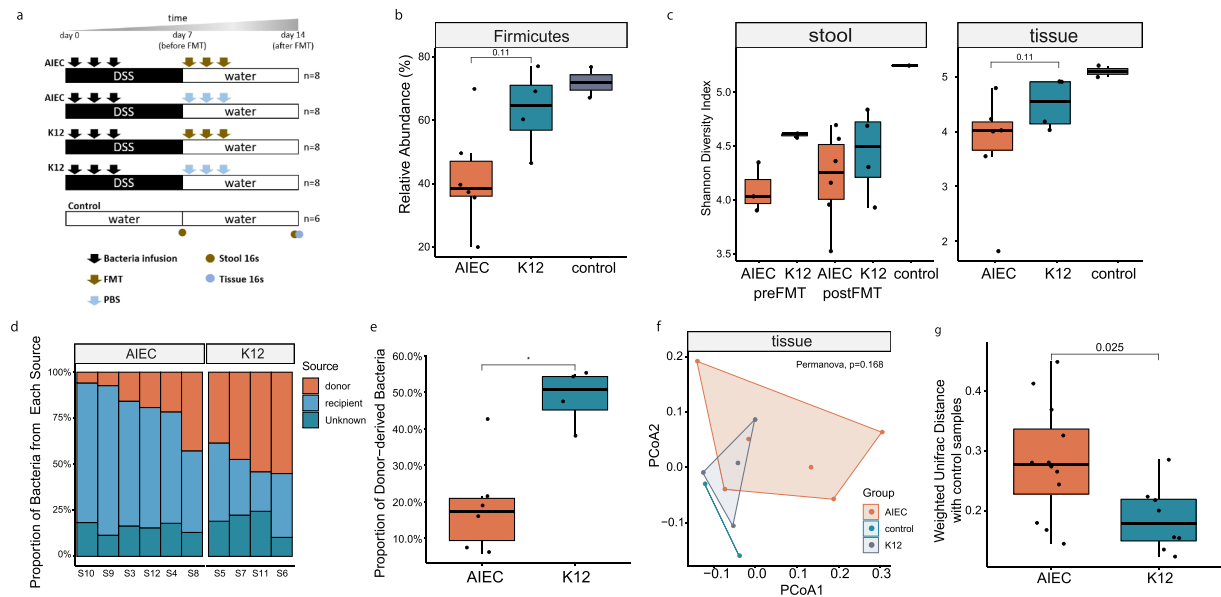 a
time
day 0
day 7
(before FMT)
day 14
(after FMT)
AIEC
DSS
water
n=8
AIEC
DSS
water
n=8
K12
DSS
water
n=8
K12
DSS
water
n=8
Control
water
water
n=6
Bacteria infusion
FMT
PBS
Stool 16s
Tissue 16s
b
Firmicutes
0.11
Relative Abundance (%)
80
60
40
20
AIEC
K12
control
c
stool
Shannon Diversity Index
5.0
4.5
4.0
3.5
AIEC
K12
AIEC
K12
control
preFMT
postFMT
tissue
0.11
5
4
3
2
AIEC
K12
control
d
AIEC
K12
Proportion of Bacteria from Each Source
100%
75%
50%
25%
0%
S10
S9
S3
S12
S4
S8
S5
S7
S11
S6
Source
donor
recipient
Unknown
e
Proportion of Donor-derived Bacteria
60.0%
50.0%
40.0%
30.0%
20.0%
10.0%
*
AIEC
K12
f
tissue
Permanova, p=0.168
PCoA2
0.2
0.1
0.0
−0.1
−0.1
0.0
0.1
0.2
0.3
PCoA1
Group
AIEC
control
K12
g
Weighted Unifrac Distance
with control samples
0.025
0.4
0.3
0.2
0.1
AIEC
K12